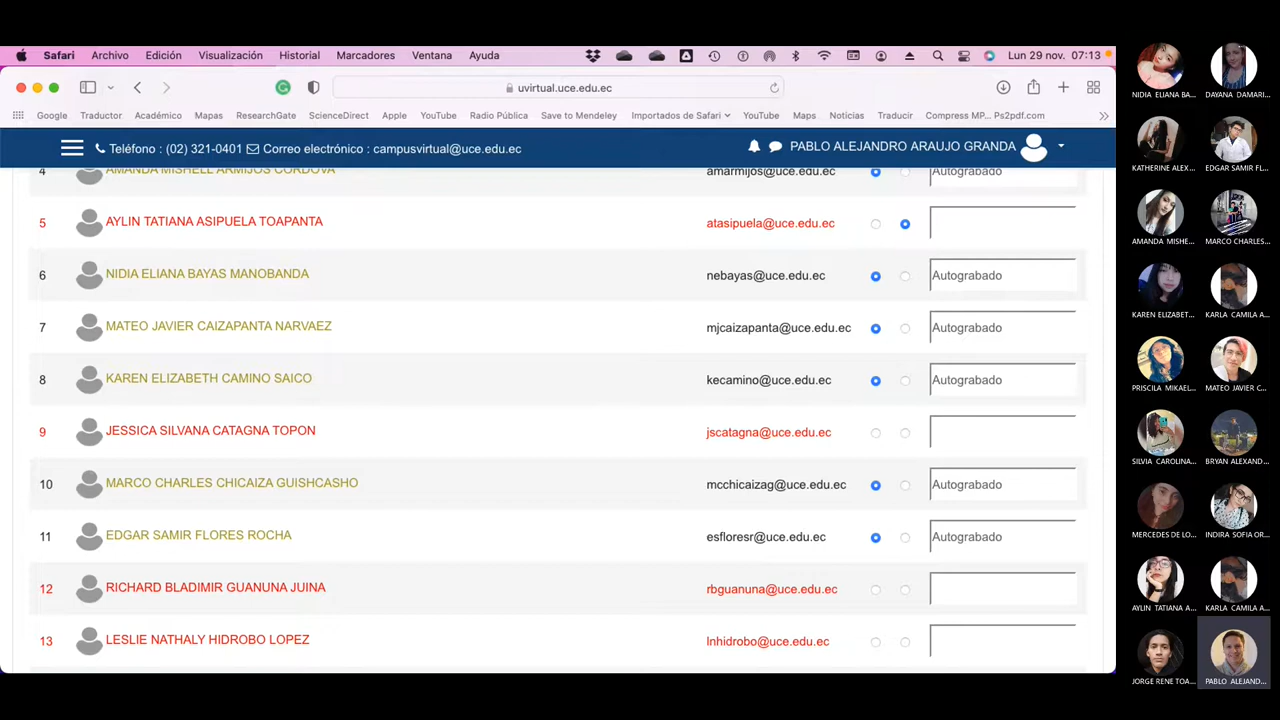 Safari Archivo Edición Visualización Historial Marcadores Ventana Ayuda Lun 29 nov. 07:13
uvirtual.uce.edu.ec
Google Traductor Académico Mapas ResearchGate ScienceDirect Apple YouTube Radio Pública Save to Mendeley Importados de Safari YouTube Maps Noticias Traducir Compress MP... Ps2pdf.com
Teléfono : (02) 321-0401 Correo electrónico : campusvirtual@uce.edu.ec PABLO ALEJANDRO ARAUJO GRANDA
4 AMANDA MISHELL ARMIJOS CORDOVA amarmijos@uce.edu.ec Autograbado
5 AYLIN TATIANA ASIPUELA TOAPANTA atasipuela@uce.edu.ec
6 NIDIA ELIANA BAYAS MANOBANDA nebayas@uce.edu.ec Autograbado
7 MATEO JAVIER CAIZAPANTA NARVAEZ mjcaizapanta@uce.edu.ec Autograbado
8 KAREN ELIZABETH CAMINO SAICO kecamino@uce.edu.ec Autograbado
9 JESSICA SILVANA CATAGNA TOPON jscatagna@uce.edu.ec
10 MARCO CHARLES CHICAIZA GUISHCASHO mcchicaizag@uce.edu.ec Autograbado
11 EDGAR SAMIR FLORES ROCHA esfloresr@uce.edu.ec Autograbado
12 RICHARD BLADIMIR GUANUNA JUINA rbguanuna@uce.edu.ec
13 LESLIE NATHALY HIDROBO LOPEZ lnhidrobo@uce.edu.ec
NIDIA ELIANA BA... DAYANA DAMARI...
KATHERINE ALEX... EDGAR SAMIR FL...
AMANDA MISHE... MARCO CHARLES...
KAREN ELIZABET... KARLA CAMILA A...
PRISCILA MIKAEL... MATEO JAVIER C...
SILVIA CAROLINA... BRYAN ALEXAND...
MERCEDES DE LO... INDIRA SOFIA OR...
AYLIN TATIANA A... KARLA CAMILA A...
JORGE RENE TOA... PABLO ALEJAND...